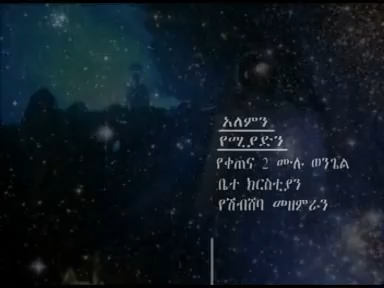 አለምን
የሚያድን
የቀጠና 2 ሙሉ ወንጌል
ቤተ ክርስቲያን
የሽብሸባ መዘምራን